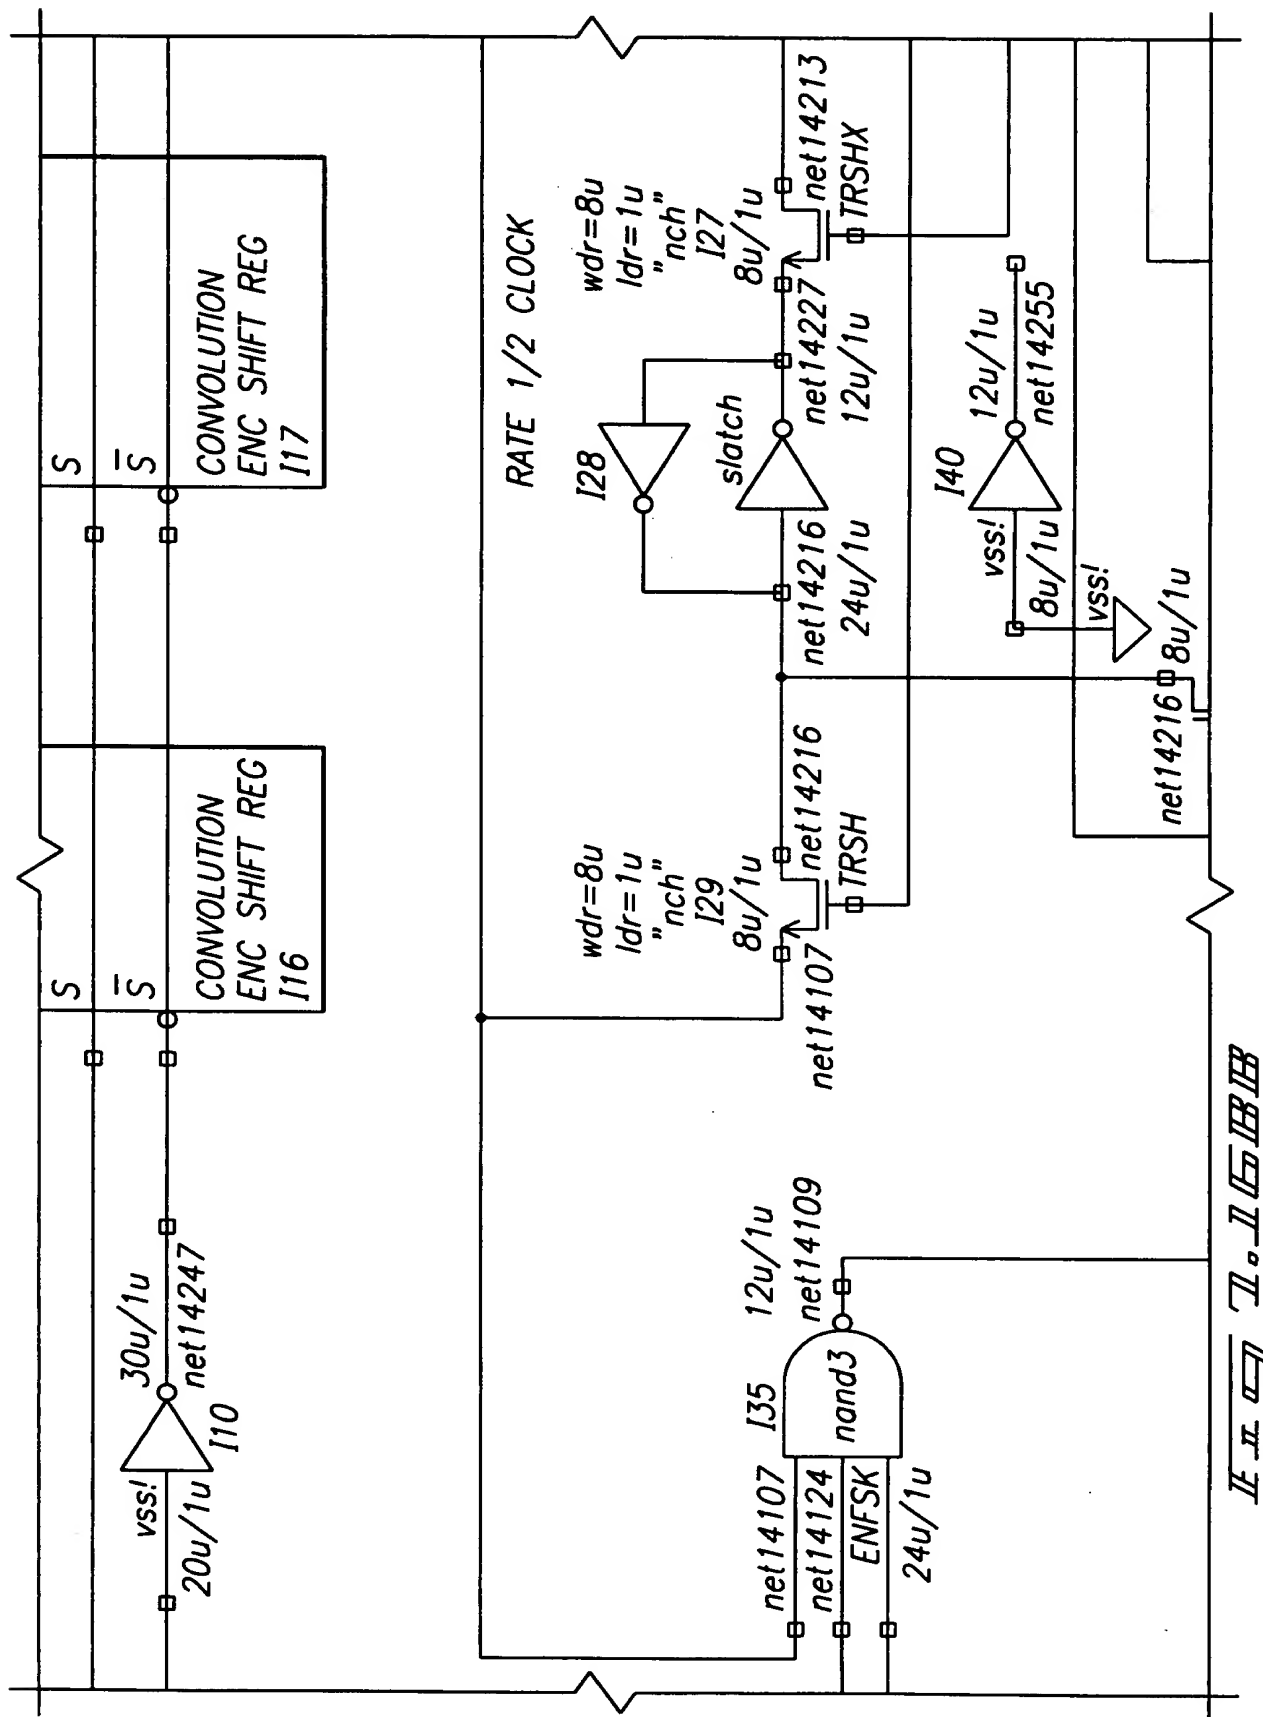 S
S̅
CONVOLUTION
ENC SHIFT REG
I16
S
S̅
CONVOLUTION
ENC SHIFT REG
I17
vss!
20u/1u
I10
30u/1u
net14247
RATE 1/2 CLOCK
I35
nand3
net14107
net14124
ENFSK
24u/1u
12u/1u
net14109
wdr=8u
ldr=1u
"nch"
I29
8u/1u
net14107
net14216
TRSH
I28
slatch
net14216
24u/1u
net14227
12u/1u
wdr=8u
ldr=1u
"nch"
I27
8u/1u
net14213
TRSHX
I40
vss!
8u/1u
12u/1u
net14255
vss!
net14216
8u/1u
FIG 7.16BB